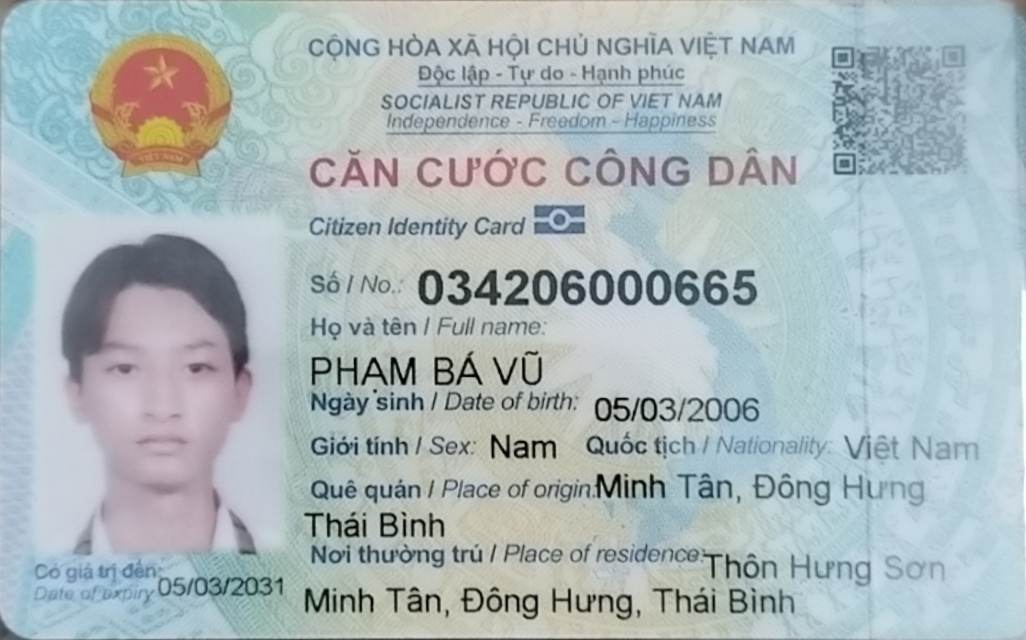 CỘNG HÒA XÃ HỘI CHỦ NGHĨA VIỆT NAM
Độc lập - Tự do - Hạnh phúc
SOCIALIST REPUBLIC OF VIET NAM
Independence - Freedom - Happiness
CĂN CƯỚC CÔNG DÂN
Citizen Identity Card
Số / No.: 034206000665
Họ và tên / Full name:
PHẠM BÁ VŨ
Ngày sinh / Date of birth: 05/03/2006
Giới tính / Sex: Nam Quốc tịch / Nationality: Việt Nam
Quê quán / Place of origin: Minh Tân, Đông Hưng
Thái Bình
Nơi thường trú / Place of residence: Thôn Hưng Sơn
Minh Tân, Đông Hưng, Thái Bình
Có giá trị đến: 05/03/2031
Date of expiry
VIỆT NAM